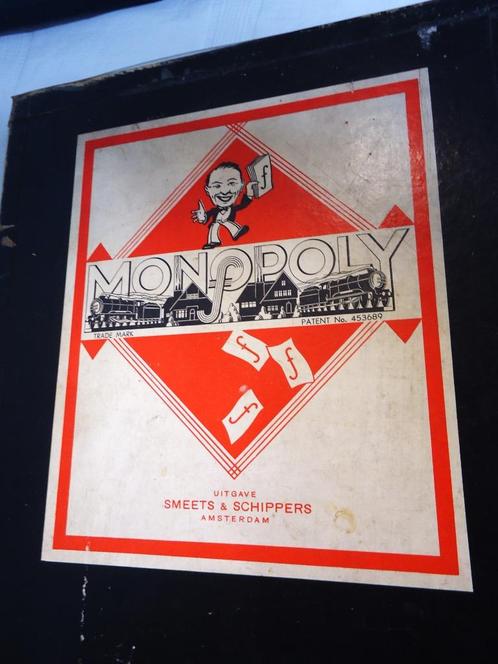 f
MONOPOLY
f
TRADE MARK
PATENT No. 453689
f
f
f
UITGAVE
SMEETS & SCHIPPERS
AMSTERDAM